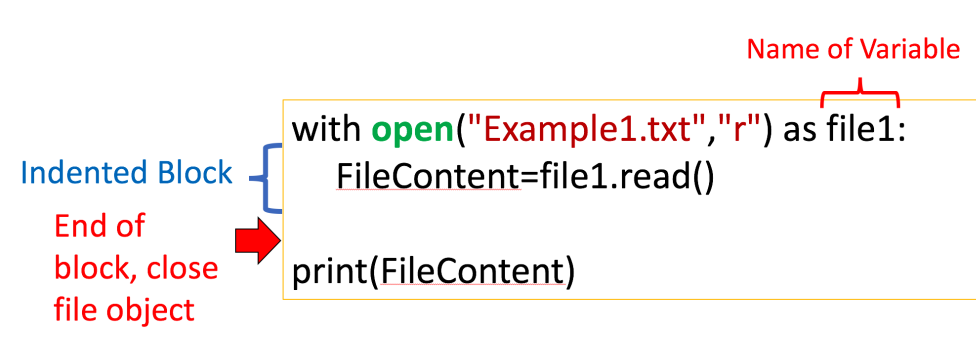 Name of Variable
with open("Example1.txt","r") as file1:
Indented Block
FileContent=file1.read()
End of
block, close
file object
print(FileContent)